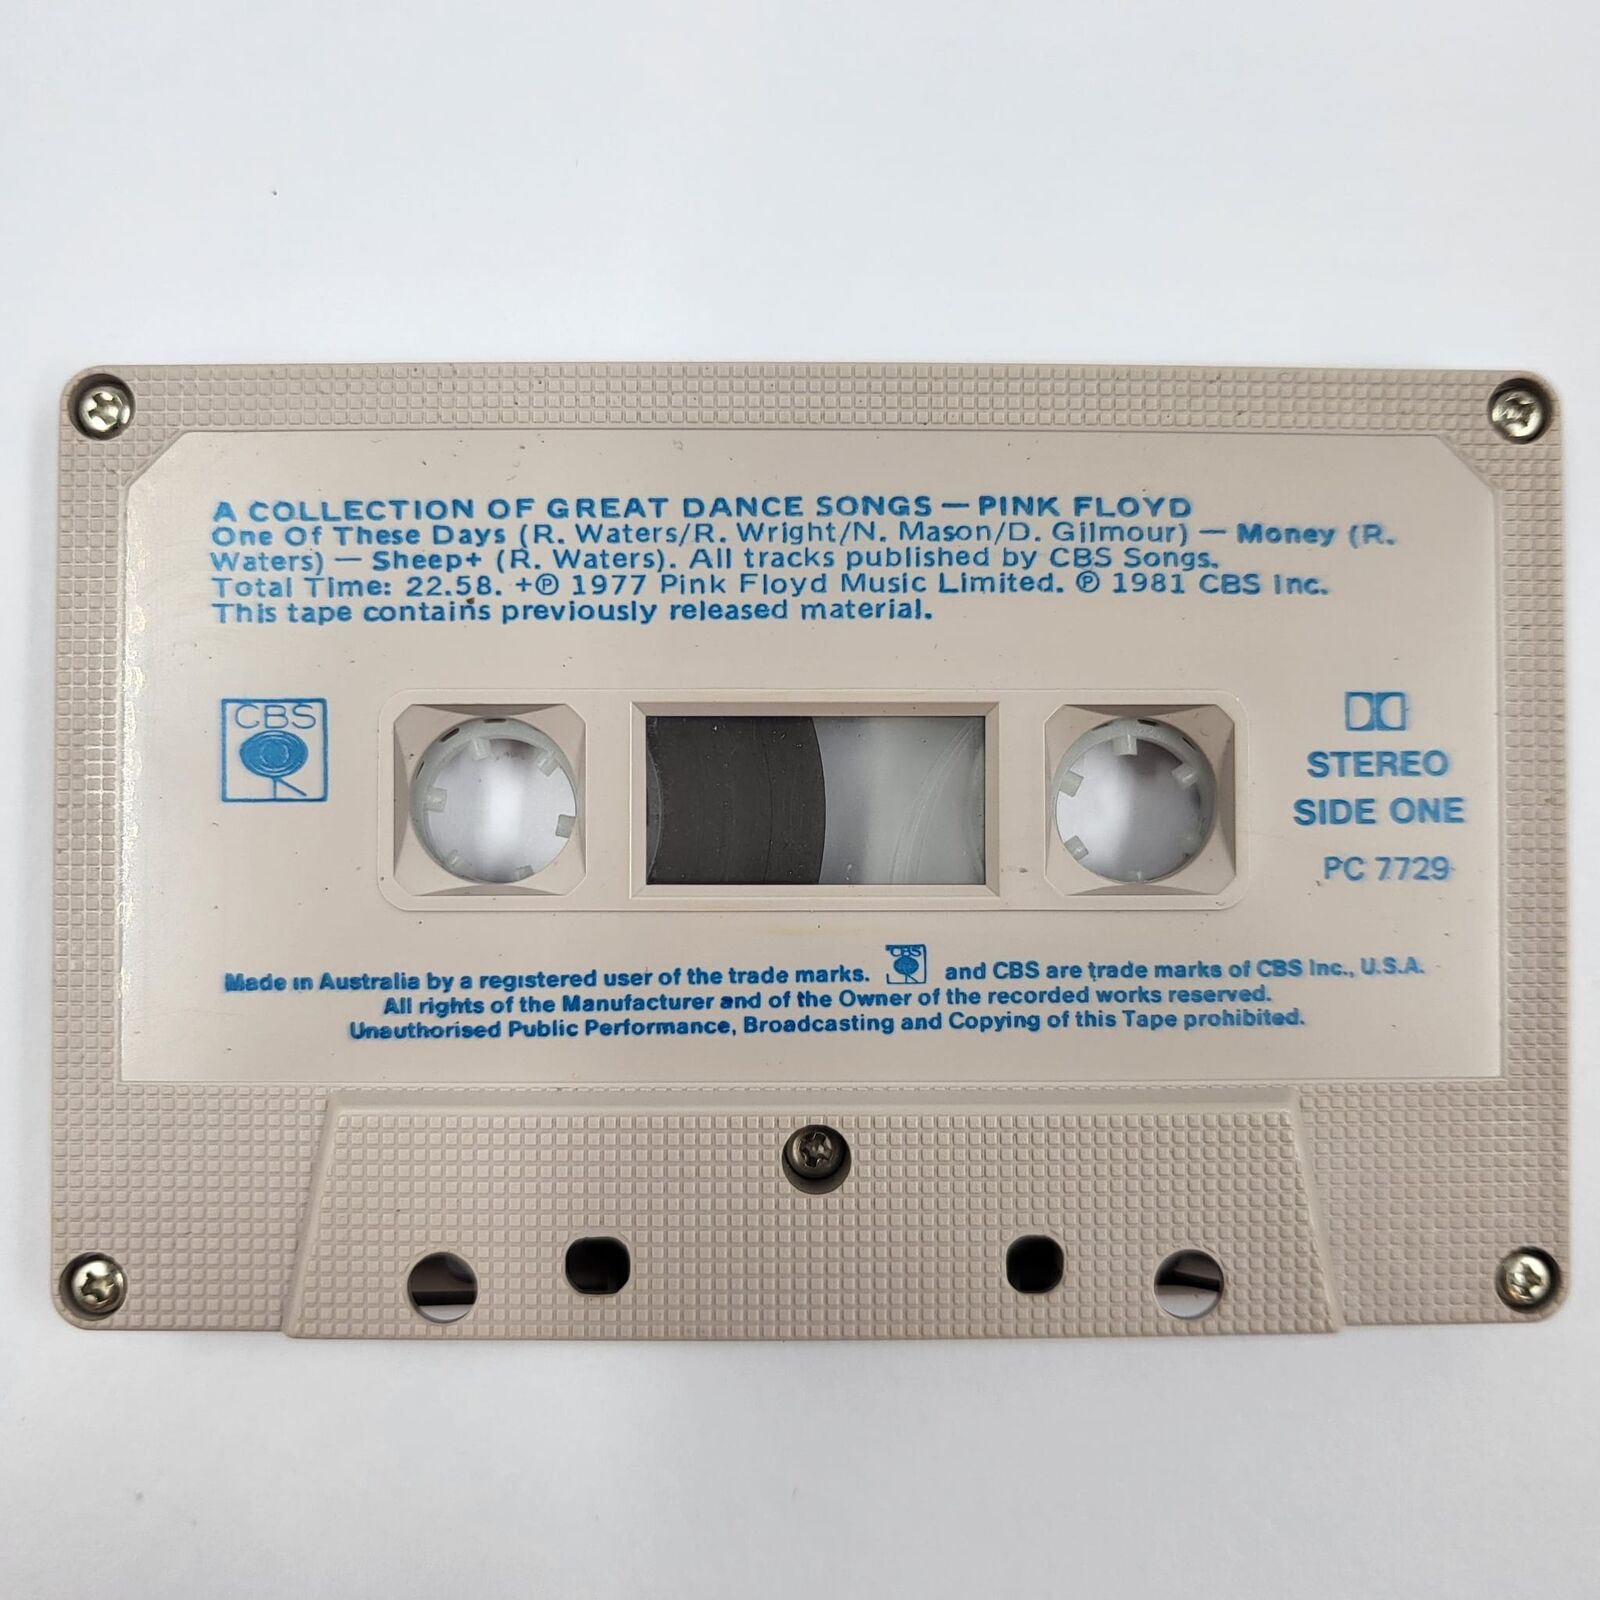 A COLLECTION OF GREAT DANCE SONGS — PINK FLOYD
One Of These Days (R. Waters/R. Wright/N. Mason/D. Gilmour) — Money (R.
Waters) — Sheep+ (R. Waters). All tracks published by CBS Songs.
Total Time: 22.58. +℗ 1977 Pink Floyd Music Limited. ℗ 1981 CBS Inc.
This tape contains previously released material.
CBS
STEREO
SIDE ONE
PC 7729
Made in Australia by a registered user of the trade marks. CBS and CBS are trade marks of CBS Inc., U.S.A.
All rights of the Manufacturer and of the Owner of the recorded works reserved.
Unauthorised Public Performance, Broadcasting and Copying of this Tape prohibited.